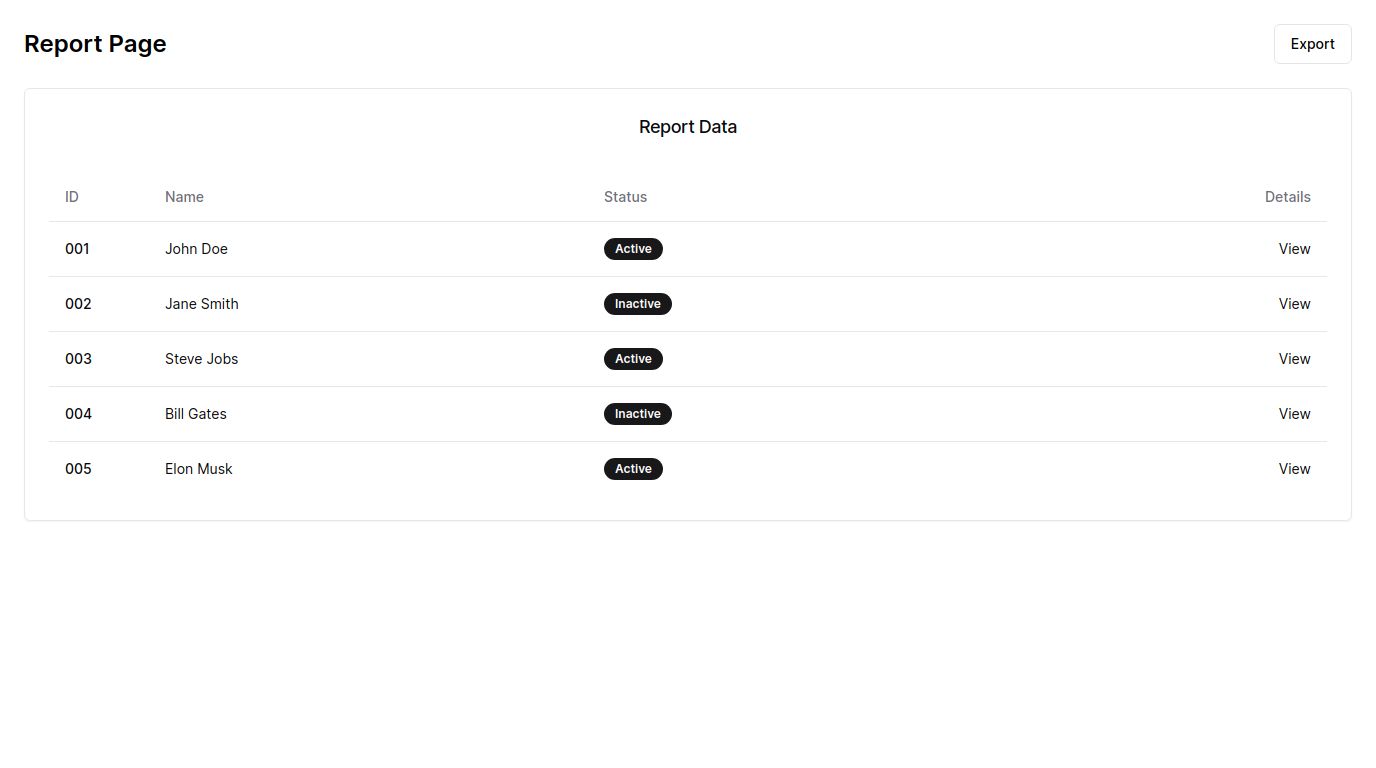 Report Page
Export
Report Data
ID Name Status Details
001 John Doe Active View
002 Jane Smith Inactive View
003 Steve Jobs Active View
004 Bill Gates Inactive View
005 Elon Musk Active View